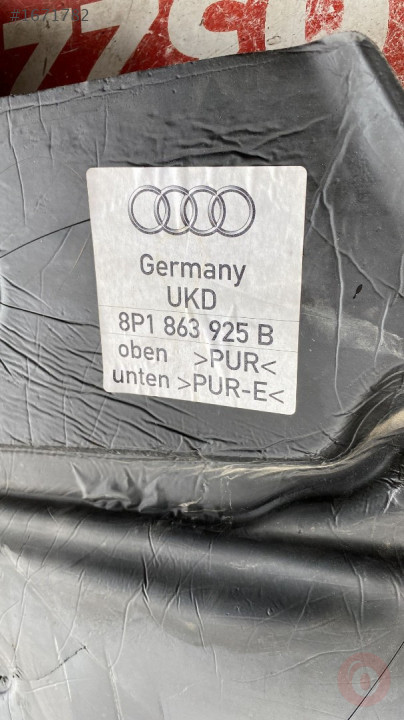 Germany
UKD
8P1 863 925 B
oben >PUR<
unten >PUR-E<